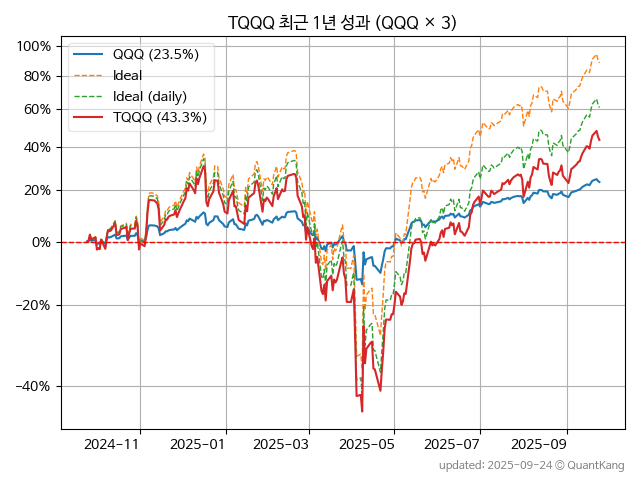 TQQQ 최근 1년 성과 (QQQ × 3)
100%
80%
60%
40%
20%
0%
−20%
−40%
QQQ (23.5%)
Ideal
Ideal (daily)
TQQQ (43.3%)
2024-11
2025-01
2025-03
2025-05
2025-07
2025-09
updated: 2025-09-24 ⓒ QuantKang